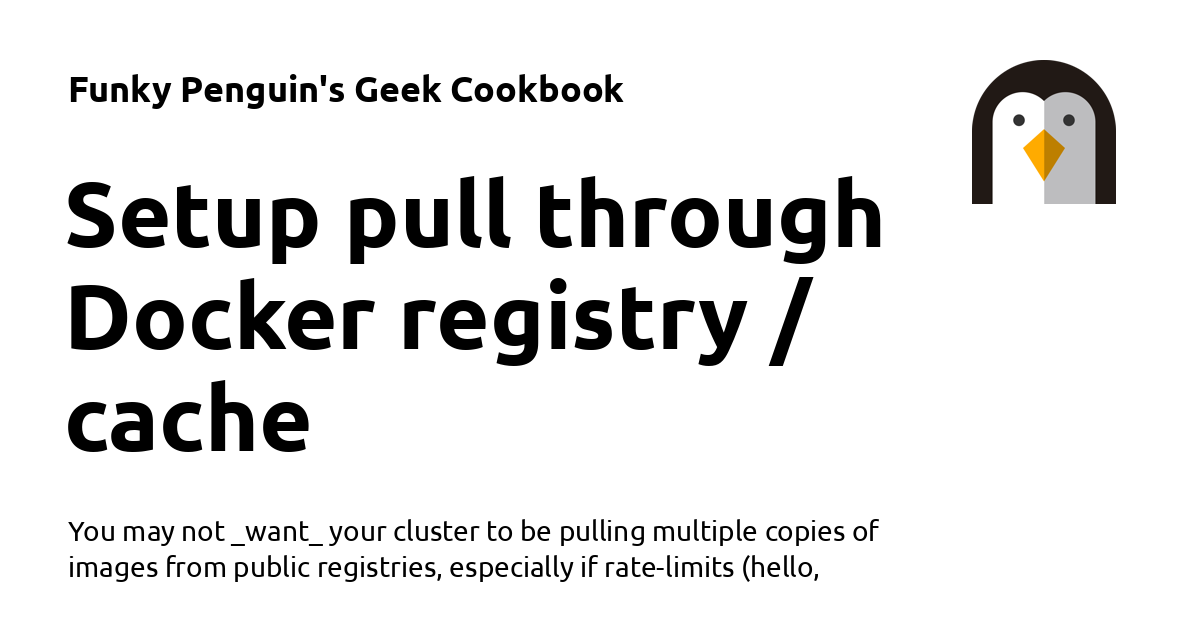 Funky Penguin's Geek Cookbook
Setup pull through
Docker registry /
cache
You may not _want_ your cluster to be pulling multiple copies of
images from public registries, especially if rate-limits (hello,